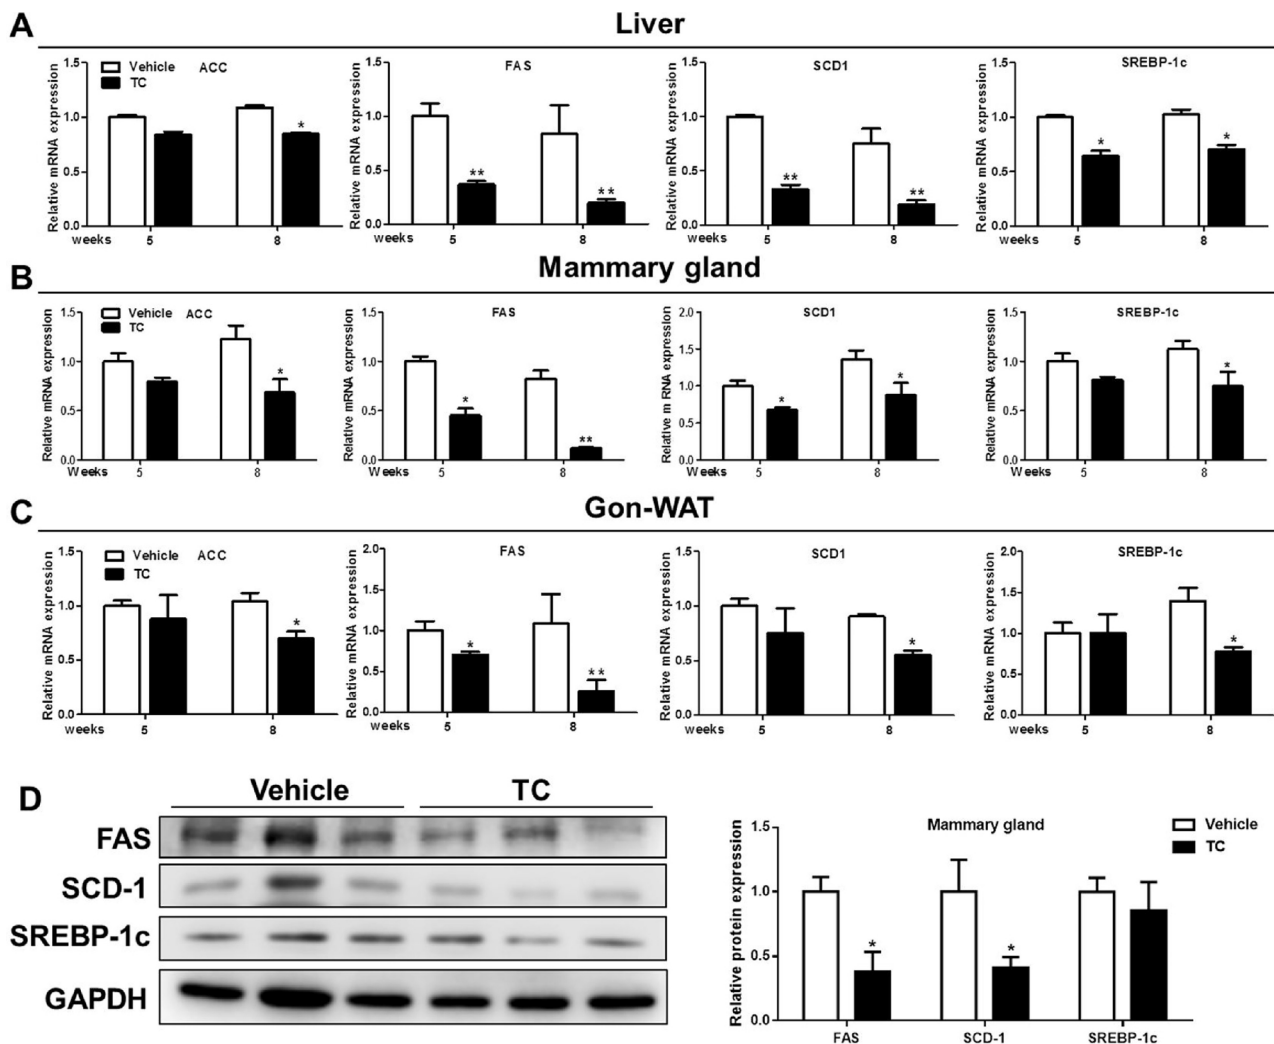 A
Liver
Relative mRNA expression
1.5
1.0
0.5
0.0
Vehicle
TC
ACC
*
weeks
5
8
Relative mRNA expression
1.5
1.0
0.5
0.0
FAS
**
**
5
8
Relative mRNA expression
1.5
1.0
0.5
0.0
SCD1
**
**
weeks
5
8
Relative mRNA expression
1.5
1.0
0.5
0.0
SREBP-1c
*
*
weeks
5
8
B
Mammary gland
Relative mRNA expression
1.5
1.0
0.5
0.0
Vehicle
TC
ACC
*
Weeks
5
8
Relative mRNA expression
1.5
1.0
0.5
0.0
FAS
*
**
Weeks
5
8
Relative m RNA expression
2.0
1.5
1.0
0.5
0.0
SCD1
*
*
Weeks
5
8
Relative mRNA expression
1.5
1.0
0.5
0.0
SREBP-1c
*
Weeks
5
8
C
Gon-WAT
Relative mRNA expression
1.5
1.0
0.5
0.0
Vehicle
TC
ACC
*
weeks
5
8
Relative mRNA expression
2.0
1.5
1.0
0.5
0.0
FAS
*
**
weeks
5
8
Relative mRNA expression
1.5
1.0
0.5
0.0
SCD1
*
weeks
5
8
Relative mRNA expression
2.0
1.5
1.0
0.5
0.0
SREBP-1c
*
weeks
5
8
D
Vehicle
TC
FAS
SCD-1
SREBP-1c
GAPDH
Relative protein expression
1.5
1.0
0.5
0.0
Mammary gland
Vehicle
TC
*
*
FAS
SCD-1
SREBP-1c